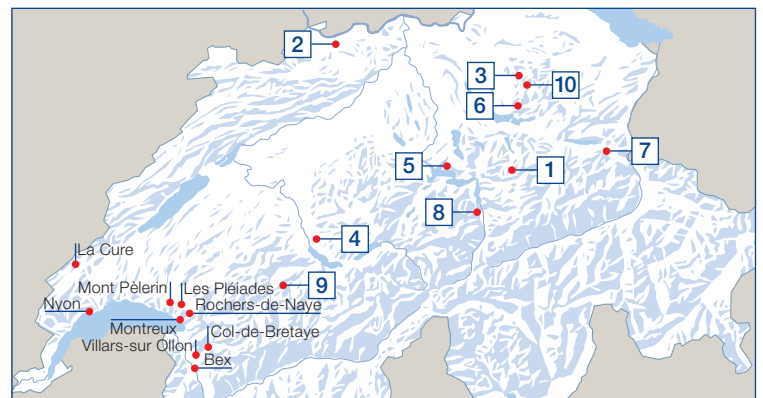 2
3
10
6
7
5
1
8
4
La Cure
9
Mont Pèlerin
Les Pléiades
Nyon
Rochers-de-Naye
Montreux
Col-de-Bretaye
Villars-sur Ollon
Bex